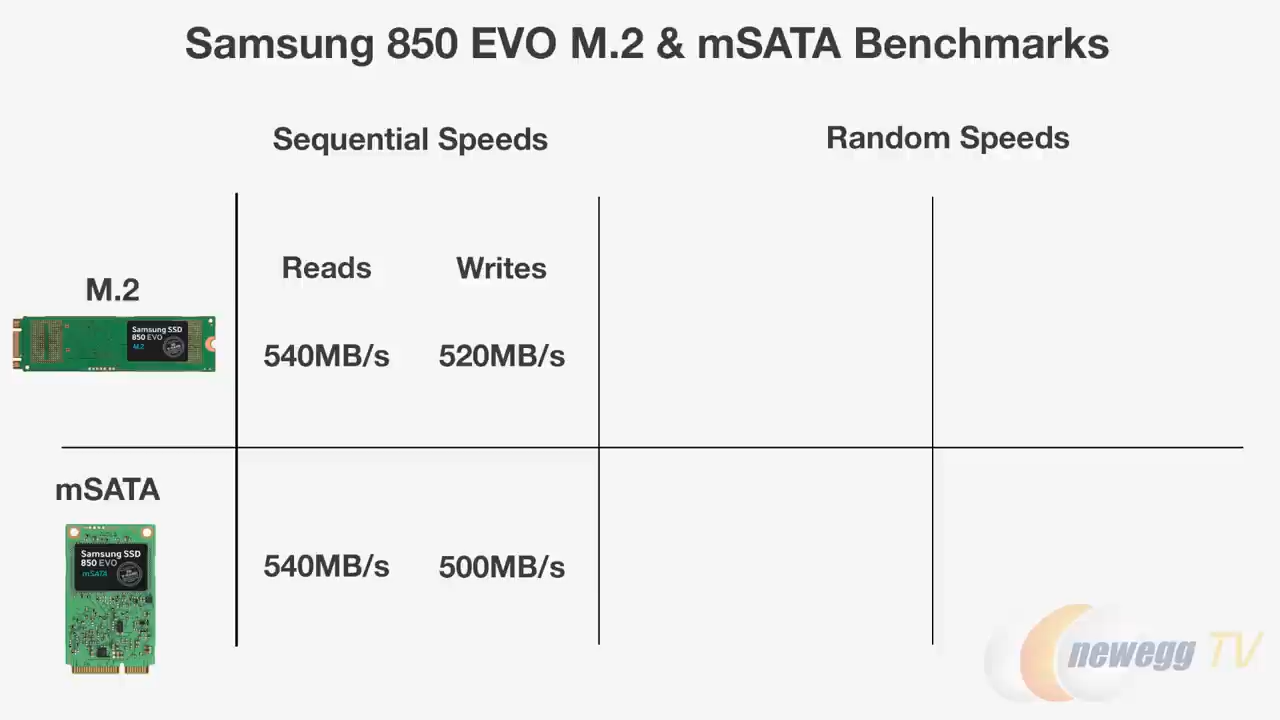 Samsung 850 EVO M.2 & mSATA Benchmarks
Sequential Speeds
Random Speeds
Reads
Writes
M.2
Samsung SSD
850 EVO
M.2
540MB/s
520MB/s
mSATA
Samsung SSD
850 EVO
mSATA
540MB/s
500MB/s
newegg TV